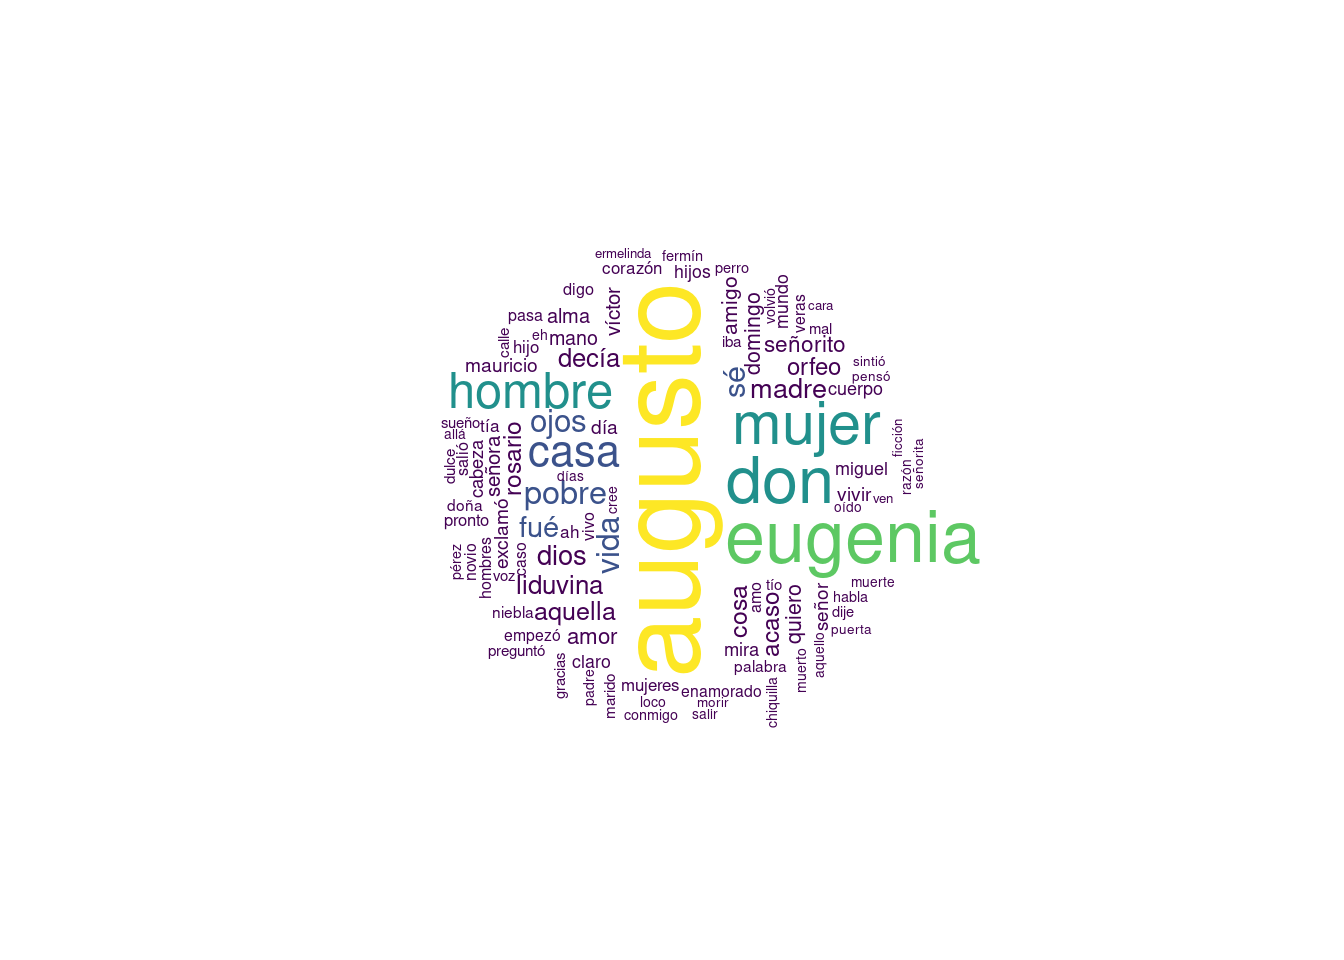 ermelinda
fermín
corazón
hijos
perro
digo
amigo
volvió
mundo
veras
cara
pasa
alma
víctor
augusto
domingo
mal
calle
eh
mano
iba
señorito
hijo
decía
sintió
mauricio
orfeo
pensó
hombre
sé
madre
cuerpo
sueño
tía
ojos
día
mujer
ficción
allá
salió
cabeza
señora
rosario
casa
miguel
razón
señorita
dulce
días
don
pobre
cree
vivir
ven
doña
oído
pronto
exclamó
fué
ah
vivo
vida
eugenia
pérez
novio
hombres
voz
caso
dios
liduvina
tío
muerte
cosa
amo
acaso
quiero
señor
habla
niebla
aquella
dije
empezó
amor
puerta
preguntó
mira
aquello
claro
palabra
muerto
gracias
padre
marido
mujeres
enamorado
chiquilla
loco
morir
conmigo
salir